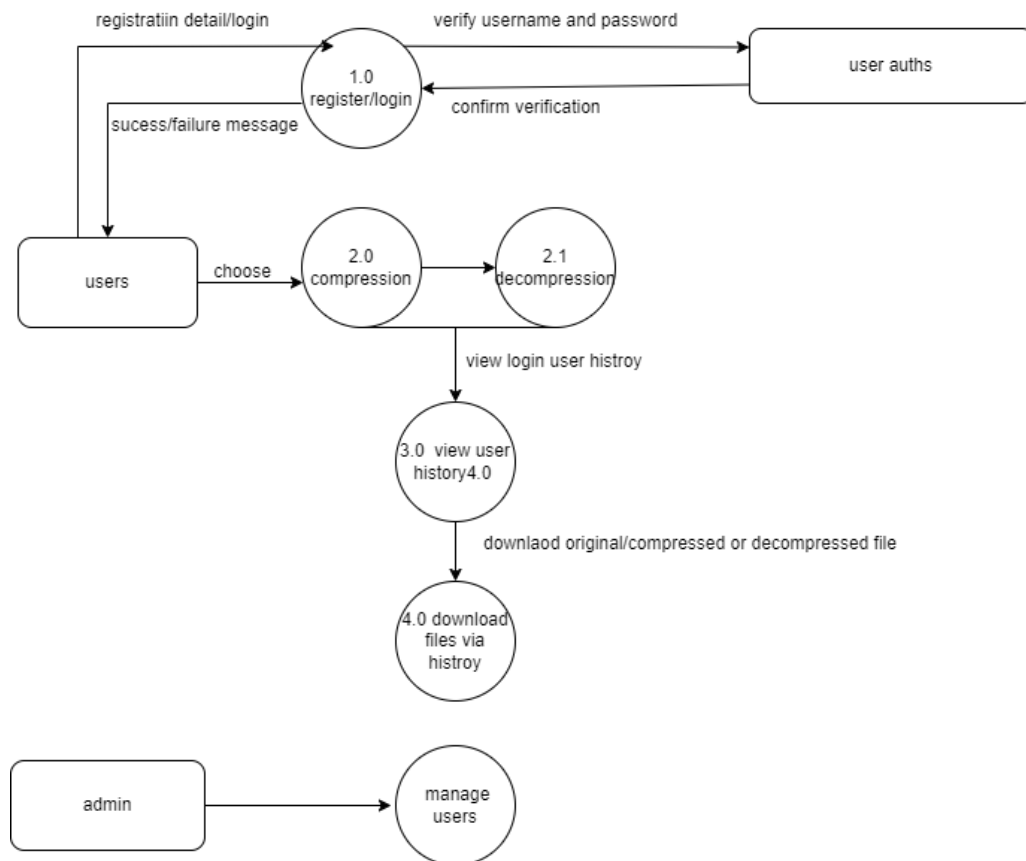 registratiin detail/login
verify username and password
1.0
register/login
user auths
confirm verification
sucess/failure message
2.0
compression
2.1
decompression
users
choose
view login user histroy
3.0 view user
history4.0
downlaod original/compressed or decompressed file
4.0 download
files via
histroy
admin
manage
users